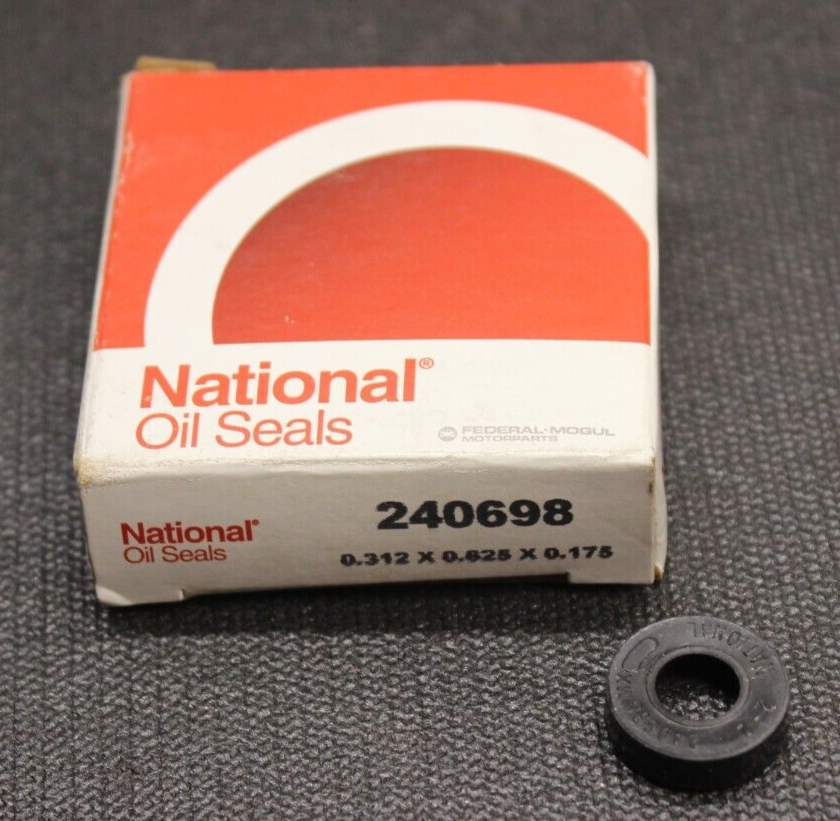 National®
Oil Seals
FEDERAL-MOGUL
MOTORPARTS
National®
Oil Seals
240698
0.312 X 0.625 X 0.175